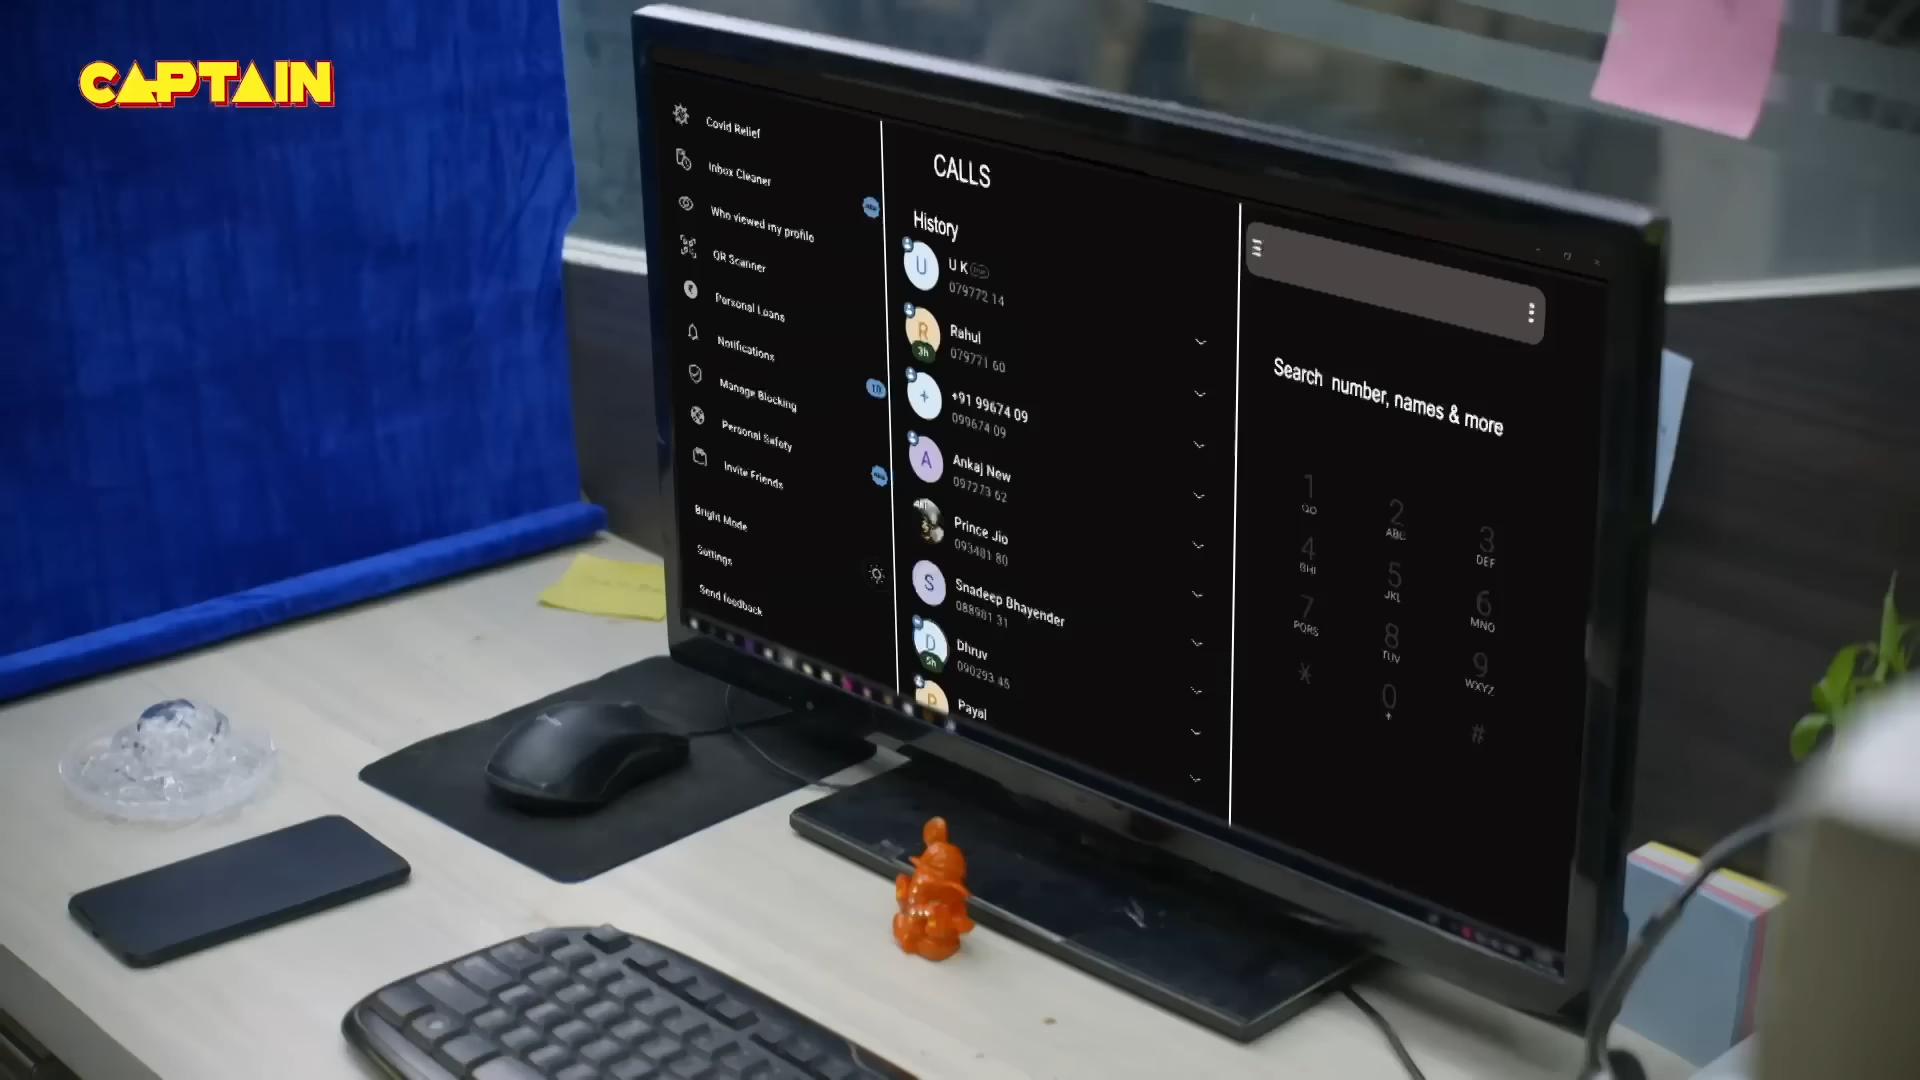 CAPTAIN
Covid Relief
Inbox Cleaner
Who viewed my profile
QR Scanner
Personal Loans
Notifications
Manage Blocking
Personal Safety
Invite Friends
Bright Mode
Settings
Send feedback
CALLS
History
U
U K
079772 14
R
3h
Rahul
079771 60
+
+91 99674 09
099674 09
A
Ankaj New
097273 62
Prince Jio
093481 80
S
Snadeep Bhayender
088981 31
D
5h
Dhruv
090293 45
P
Payal
Search number, names & more
1
2 ABC
3 DEF
4 GHI
5 JKL
6 MNO
7 PQRS
8 TUV
9 WXYZ
*
0 +
#